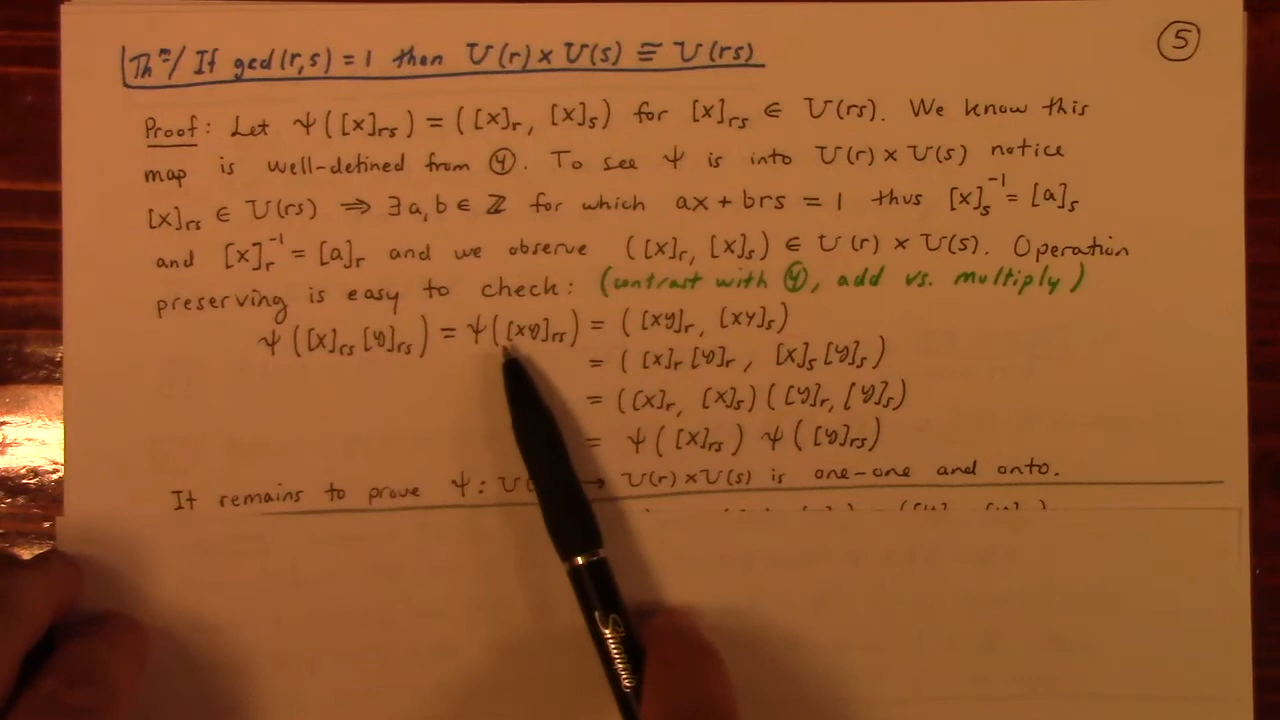 Thm/ If gcd(r,s) = 1 then U(r) × U(s) ≅ U(rs)
5
Proof: Let ψ([x]rs) = ([x]r, [x]s) for [x]rs ∈ U(rs). We know this
map is well-defined from ④. To see ψ is into U(r) × U(s) notice
[x]rs ∈ U(rs) ⇒ ∃ a, b ∈ ℤ for which ax + brs = 1 thus [x]s⁻¹ = [a]s
and [x]r⁻¹ = [a]r and we observe ([x]r, [x]s) ∈ U(r) × U(s). Operation
preserving is easy to check: (contrast with ④, add vs. multiply)
ψ([x]rs [y]rs) = ψ([xy]rs) = ([xy]r, [xy]s)
= ([x]r [y]r, [x]s [y]s)
= ([x]r, [x]s) ([y]r, [y]s)
= ψ([x]rs) ψ([y]rs)
It remains to prove ψ : U → U(r) × U(s) is one-one and onto.
Sharpie